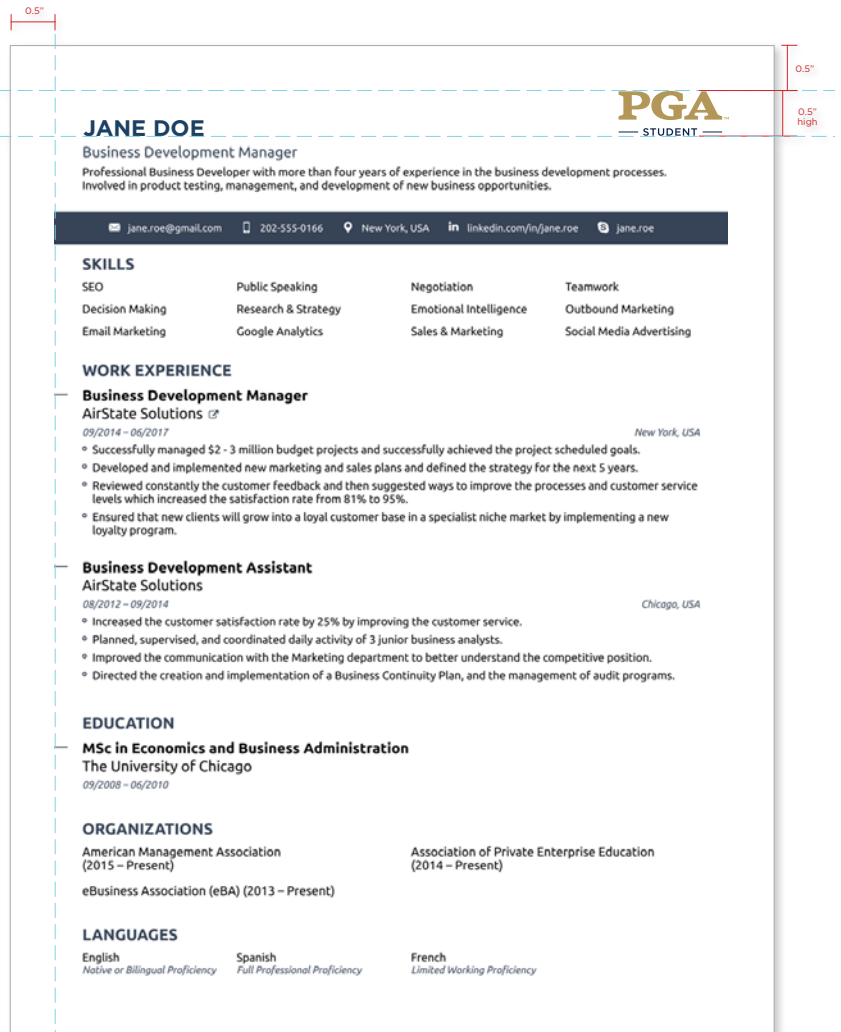 0.5"
0.5"
0.5"
high
PGA™
STUDENT
JANE DOE
Business Development Manager
Professional Business Developer with more than four years of experience in the business development processes.
Involved in product testing, management, and development of new business opportunities.
jane.roe@gmail.com 202-555-0166 New York, USA in linkedin.com/in/jane.roe jane.roe
SKILLS
SEO Public Speaking Negotiation Teamwork
Decision Making Research & Strategy Emotional Intelligence Outbound Marketing
Email Marketing Google Analytics Sales & Marketing Social Media Advertising
WORK EXPERIENCE
Business Development Manager
AirState Solutions
09/2014 – 06/2017 New York, USA
Successfully managed $2 - 3 million budget projects and successfully achieved the project scheduled goals.
Developed and implemented new marketing and sales plans and defined the strategy for the next 5 years.
Reviewed constantly the customer feedback and then suggested ways to improve the processes and customer service
levels which increased the satisfaction rate from 81% to 95%.
Ensured that new clients will grow into a loyal customer base in a specialist niche market by implementing a new
loyalty program.
Business Development Assistant
AirState Solutions
08/2012 – 09/2014 Chicago, USA
Increased the customer satisfaction rate by 25% by improving the customer service.
Planned, supervised, and coordinated daily activity of 3 junior business analysts.
Improved the communication with the Marketing department to better understand the competitive position.
Directed the creation and implementation of a Business Continuity Plan, and the management of audit programs.
EDUCATION
MSc in Economics and Business Administration
The University of Chicago
09/2008 – 06/2010
ORGANIZATIONS
American Management Association
(2015 – Present)
Association of Private Enterprise Education
(2014 – Present)
eBusiness Association (eBA) (2013 – Present)
LANGUAGES
English Spanish French
Native or Bilingual Proficiency Full Professional Proficiency Limited Working Proficiency